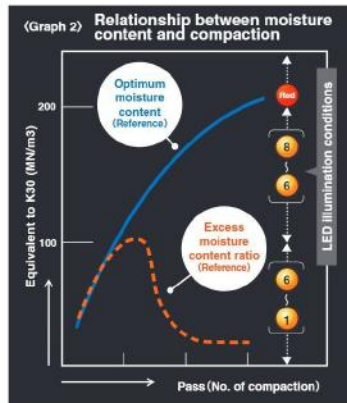 〈Graph 2〉
Relationship between moisture
content and compaction
Optimum
moisture
content
(Reference)
Excess
moisture
content ratio
(Reference)
Equivalent to K30 (MN/m3)
200
100
Pass (No. of compaction)
Red
8
~
6
6
~
1
LED illumination conditions